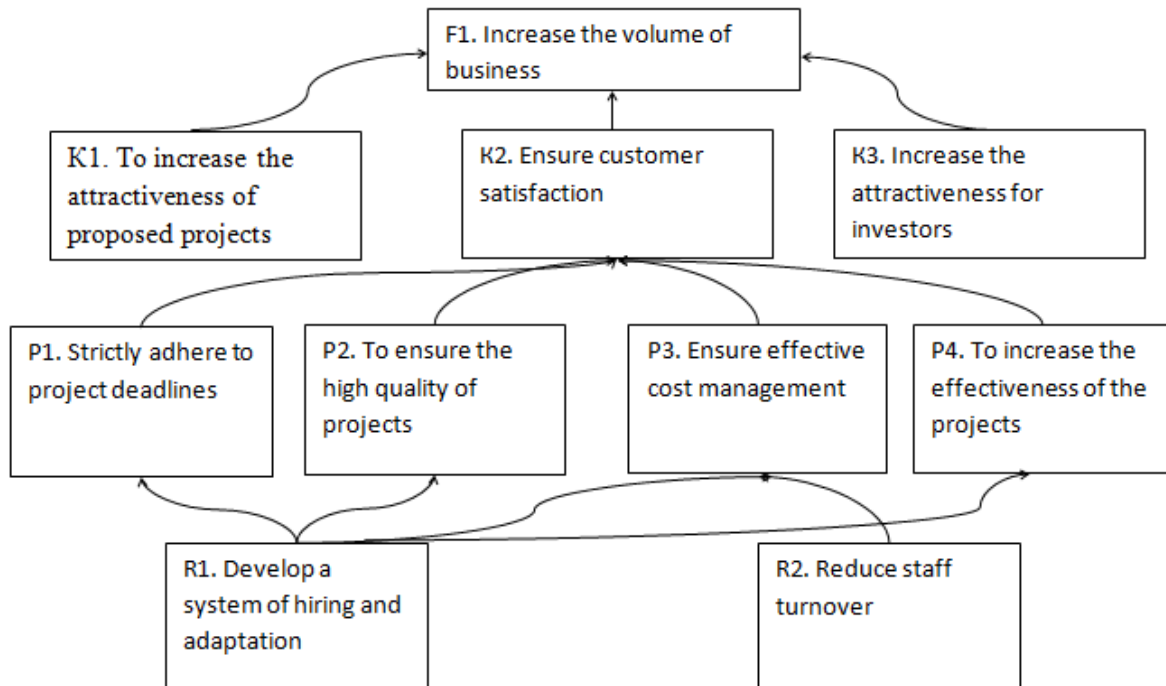 F1. Increase the volume of
business
К1. To increase the
attractiveness of
proposed projects
К2. Ensure customer
satisfaction
К3. Increase the
attractiveness for
investors
P1. Strictly adhere to
project deadlines
P2. To ensure the
high quality of
projects
P3. Ensure effective
cost management
P4. To increase the
effectiveness of the
projects
R1. Develop a
system of hiring and
adaptation
R2. Reduce staff
turnover